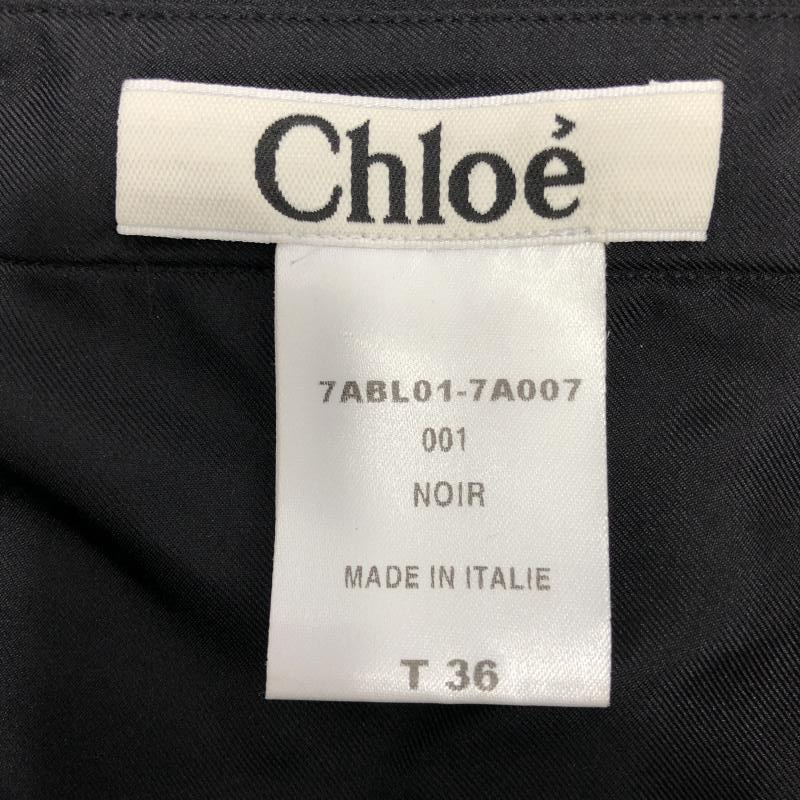 Chloé
7ABL01-7A007
001
NOIR
MADE IN ITALIE
T 36